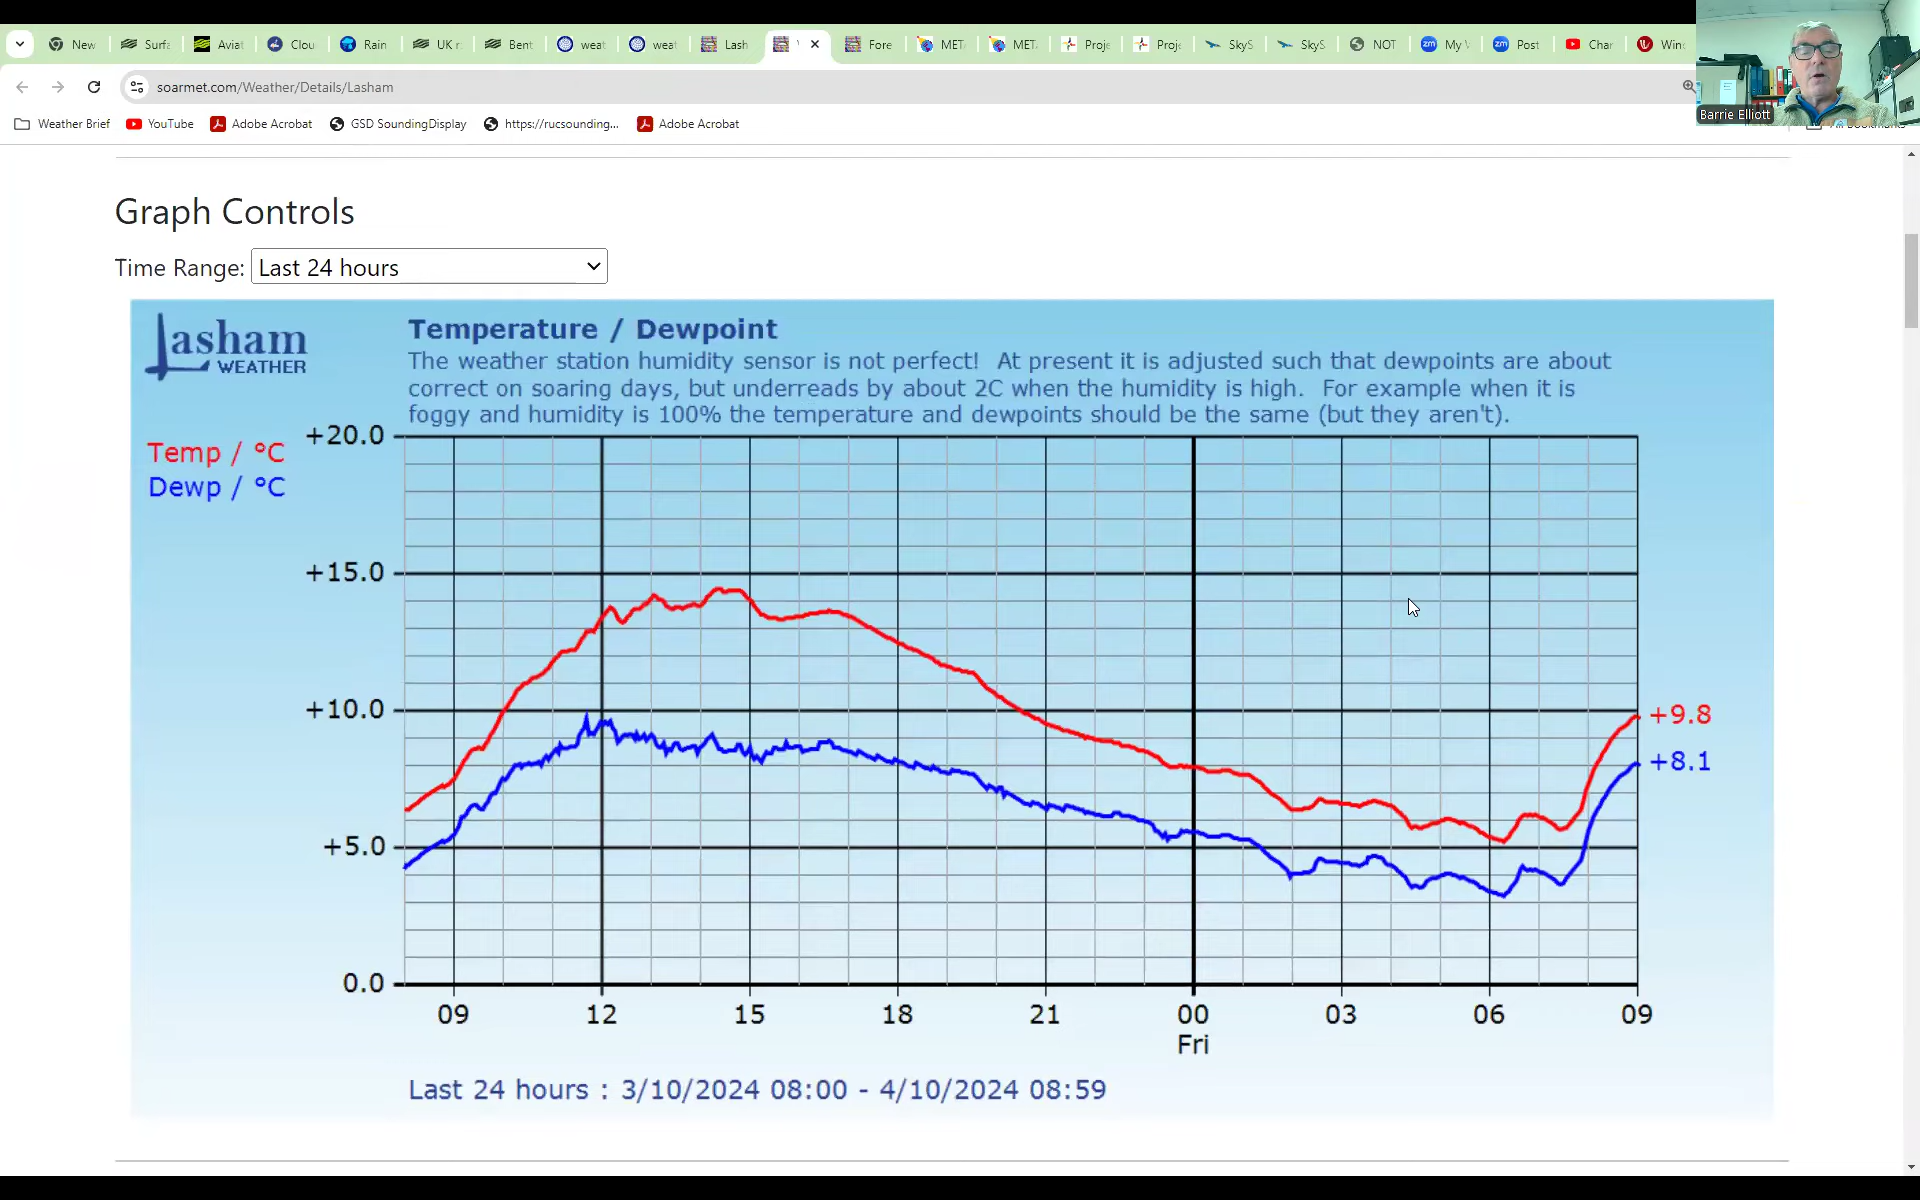 New
Surfa
Aviat
Clou
Rain
UK r
Bent
weat
weat
Lash
Fore
MET
MET
Proje
Proje
SkyS
SkyS
NOT
My
Post
Char
Winc
soarmet.com/Weather/Details/Lasham
Barrie Elliott
Weather Brief
YouTube
Adobe Acrobat
GSD SoundingDisplay
https://rucsounding...
Adobe Acrobat
Graph Controls
Time Range: Last 24 hours
Lasham
WEATHER
Temperature / Dewpoint
The weather station humidity sensor is not perfect! At present it is adjusted such that dewpoints are about
correct on soaring days, but underreads by about 2C when the humidity is high. For example when it is
foggy and humidity is 100% the temperature and dewpoints should be the same (but they aren't).
Temp / °C
Dewp / °C
+20.0
+15.0
+10.0
+5.0
0.0
+9.8
+8.1
09 12 15 18 21 00 03 06 09
Fri
Last 24 hours : 3/10/2024 08:00 - 4/10/2024 08:59